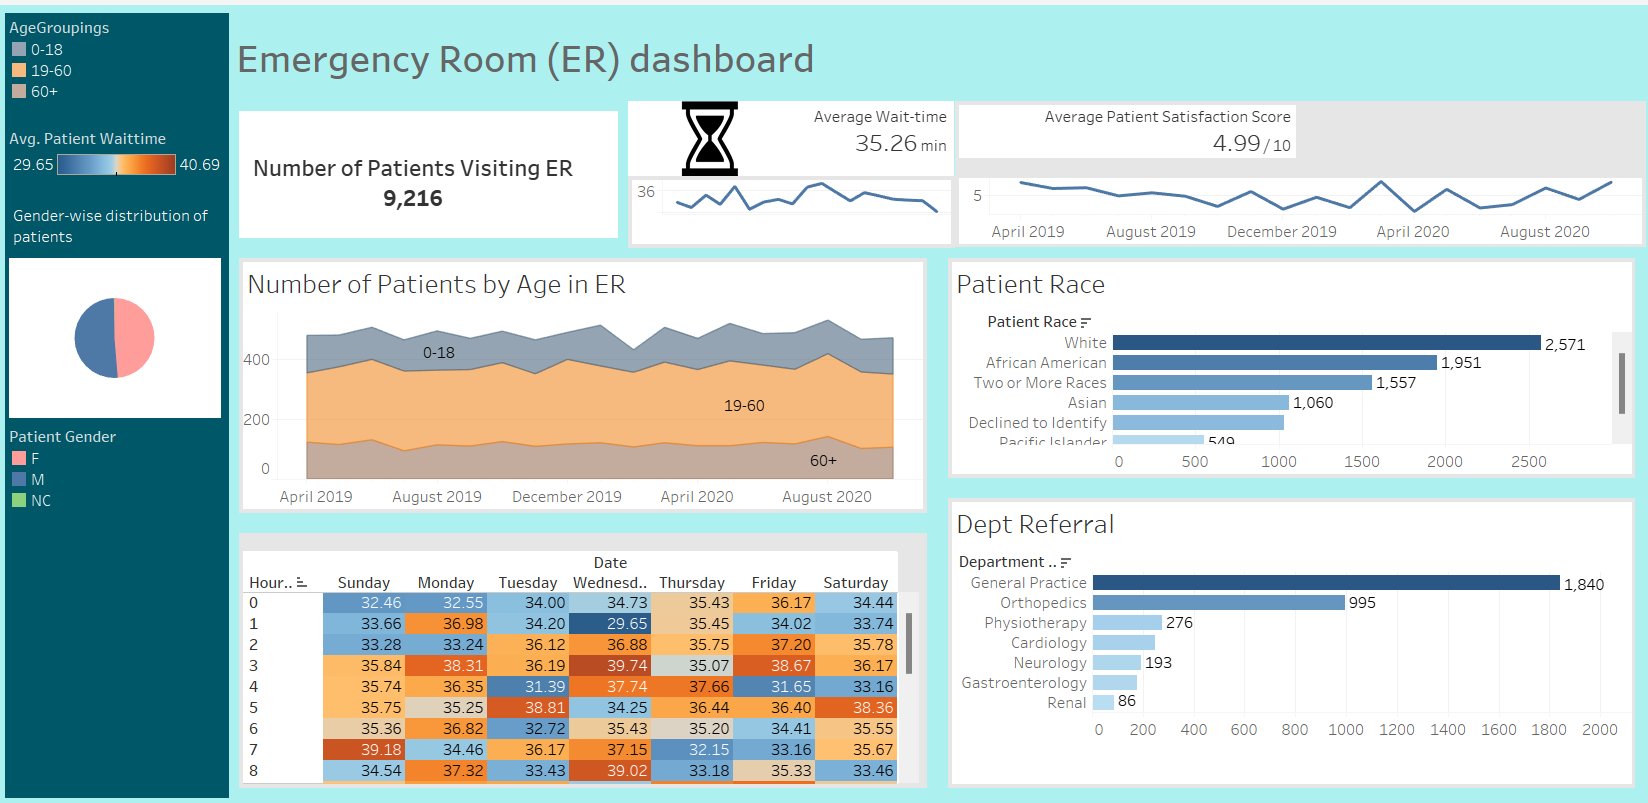 AgeGroupings
0-18
19-60
60+
Avg. Patient Waittime
29.65 40.69
Gender-wise distribution of
patients
Patient Gender
F
M
NC
Emergency Room (ER) dashboard
Number of Patients Visiting ER
9,216
Average Wait-time
35.26 min
36
Average Patient Satisfaction Score
4.99 / 10
5
April 2019 August 2019 December 2019 April 2020 August 2020
Number of Patients by Age in ER
400
200
0
0-18
19-60
60+
April 2019 August 2019 December 2019 April 2020 August 2020
Patient Race
Patient Race
White 2,571
African American 1,951
Two or More Races 1,557
Asian 1,060
Declined to Identify
Pacific Islander 549
0 500 1000 1500 2000 2500
Date
Hour.. Sunday Monday Tuesday Wednesd.. Thursday Friday Saturday
0 32.46 32.55 34.00 34.73 35.43 36.17 34.44
1 33.66 36.98 34.20 29.65 35.45 34.02 33.74
2 33.28 33.24 36.12 36.88 35.75 37.20 35.78
3 35.84 38.31 36.19 39.74 35.07 38.67 36.17
4 35.74 36.35 31.39 37.74 37.66 31.65 33.16
5 35.75 35.25 38.81 34.25 36.44 36.40 38.36
6 35.36 36.82 32.72 35.43 35.20 34.41 35.55
7 39.18 34.46 36.17 37.15 32.15 33.16 35.67
8 34.54 37.32 33.43 39.02 33.18 35.33 33.46
Dept Referral
Department ..
General Practice 1,840
Orthopedics 995
Physiotherapy 276
Cardiology
Neurology 193
Gastroenterology
Renal 86
0 200 400 600 800 1000 1200 1400 1600 1800 2000